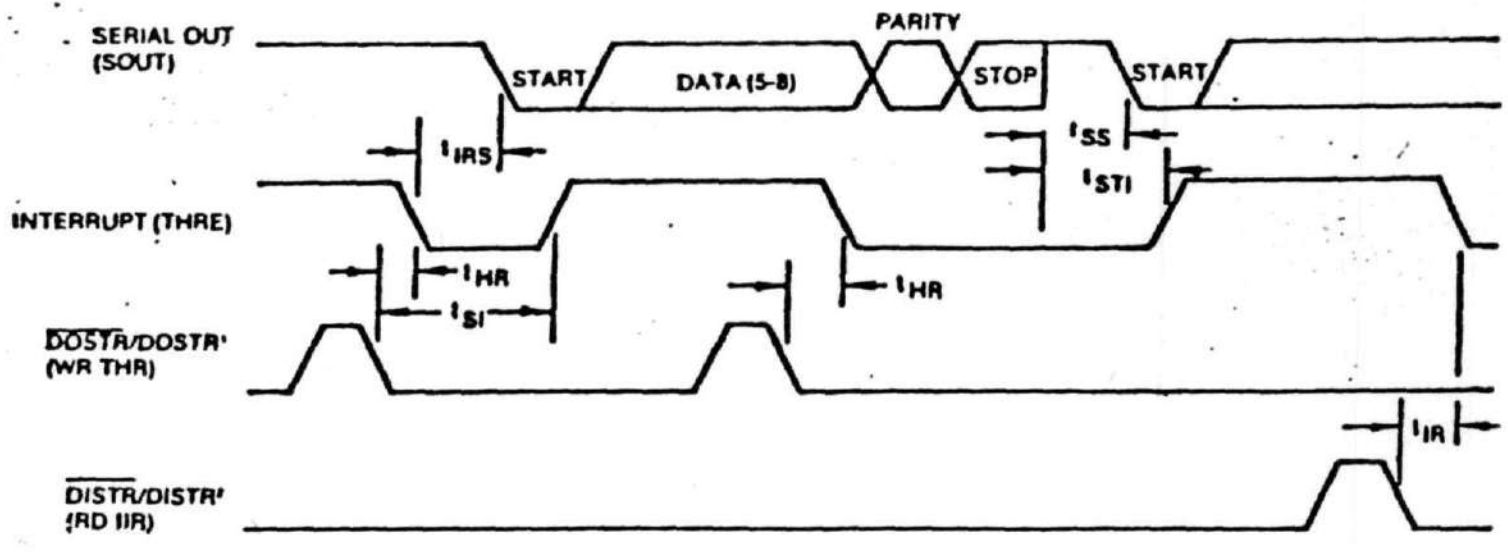 PARITY
SERIAL OUT
(SOUT)
START
DATA (5-8)
STOP
START
tIRS
tSS
tSTI
INTERRUPT (THRE)
tHR
tHR
tSI
DOSTR/DOSTR'
(WR THR)
tIR
DISTR/DISTR'
(RD IIR)